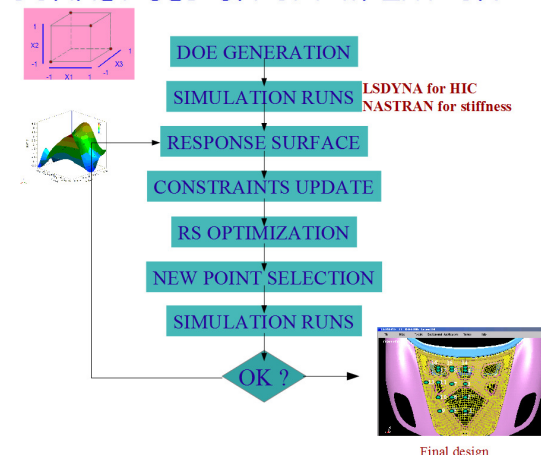 1
X2
-1
-1
X1
1
-1
X3
1
DOE GENERATION
SIMULATION RUNS
LSDYNA for HIC
NASTRAN for stiffness
RESPONSE SURFACE
CONSTRAINTS UPDATE
RS OPTIMIZATION
NEW POINT SELECTION
SIMULATION RUNS
OK ?
Final design